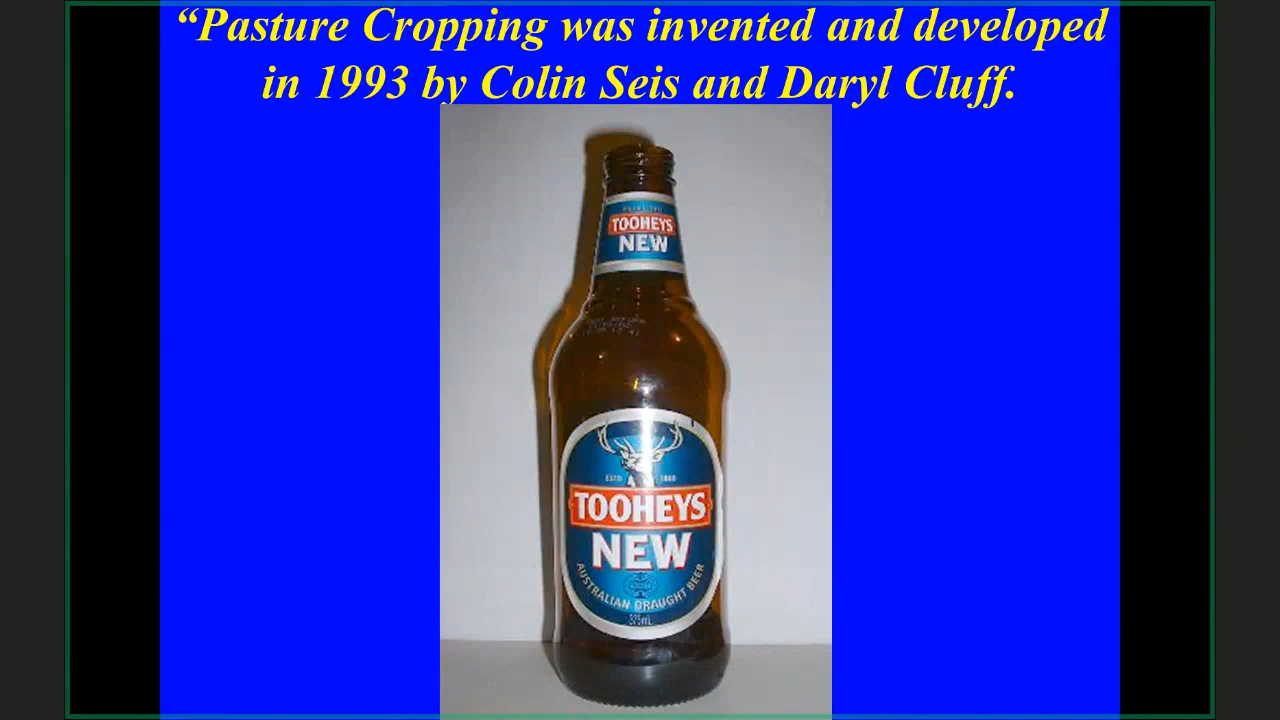 “Pasture Cropping was invented and developed
in 1993 by Colin Seis and Daryl Cluff.
TOOHEYS
NEW
ESTD 1869
TOOHEYS
NEW
AUSTRALIAN DRAUGHT BEER
375mL